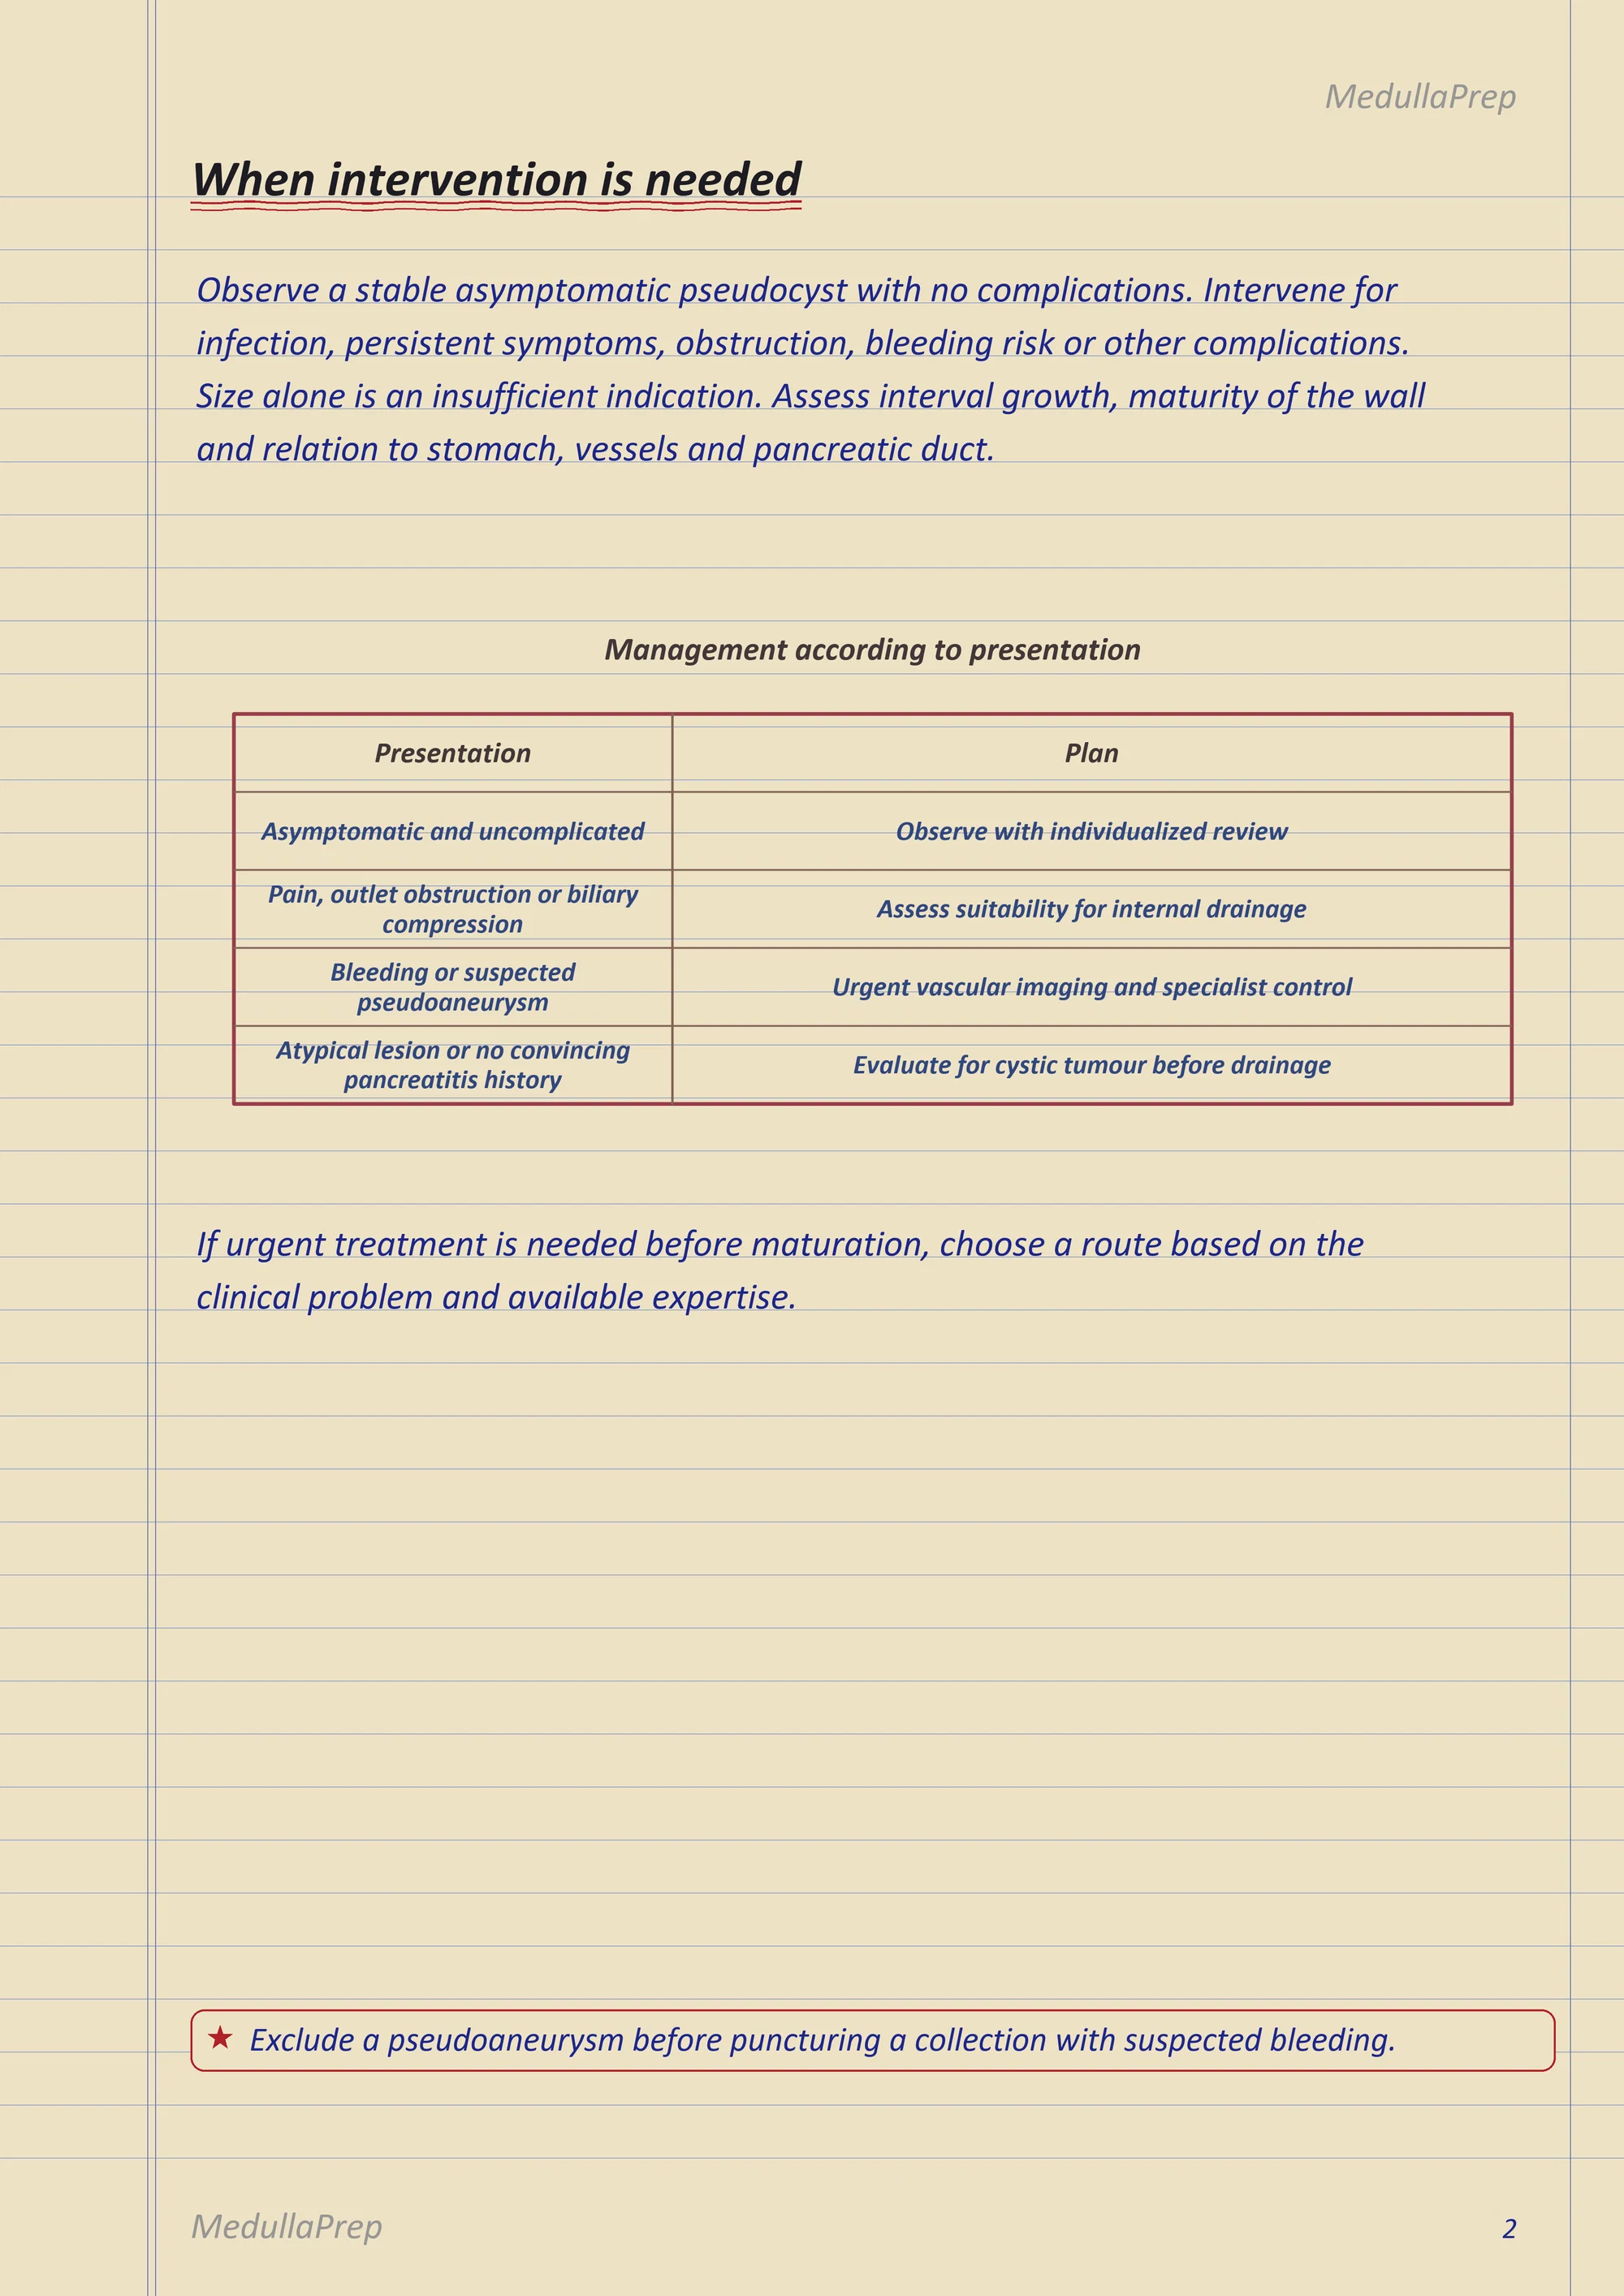 MedullaPrep
When intervention is needed
Observe a stable asymptomatic pseudocyst with no complications. Intervene for
infection, persistent symptoms, obstruction, bleeding risk or other complications.
Size alone is an insufficient indication. Assess interval growth, maturity of the wall
and relation to stomach, vessels and pancreatic duct.
Management according to presentation
Presentation Plan
Asymptomatic and uncomplicated Observe with individualized review
Pain, outlet obstruction or biliary
compression
Assess suitability for internal drainage
Bleeding or suspected
pseudoaneurysm
Urgent vascular imaging and specialist control
Atypical lesion or no convincing
pancreatitis history
Evaluate for cystic tumour before drainage
If urgent treatment is needed before maturation, choose a route based on the
clinical problem and available expertise.
★ Exclude a pseudoaneurysm before puncturing a collection with suspected bleeding.
MedullaPrep 2